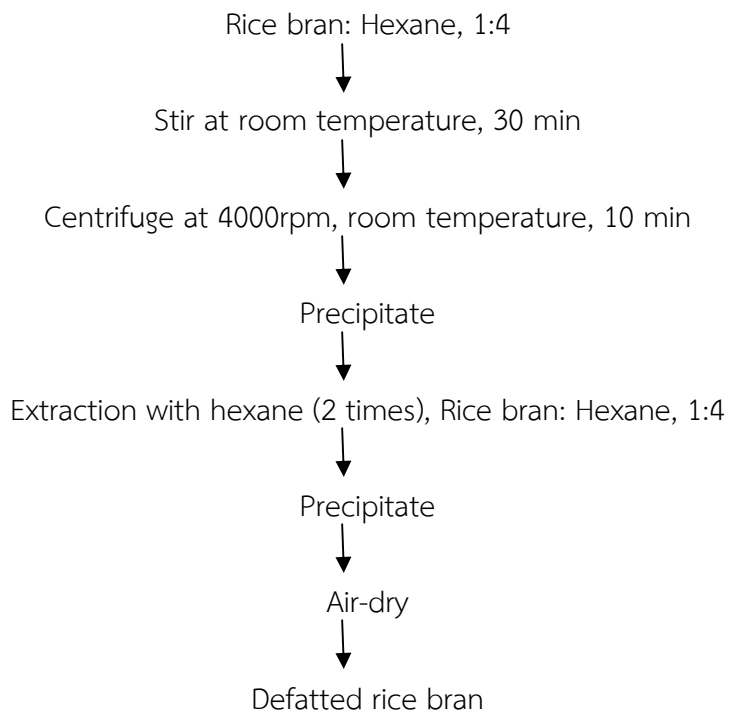 Rice bran: Hexane, 1:4
Stir at room temperature, 30 min
Centrifuge at 4000rpm, room temperature, 10 min
Precipitate
Extraction with hexane (2 times), Rice bran: Hexane, 1:4
Precipitate
Air-dry
Defatted rice bran